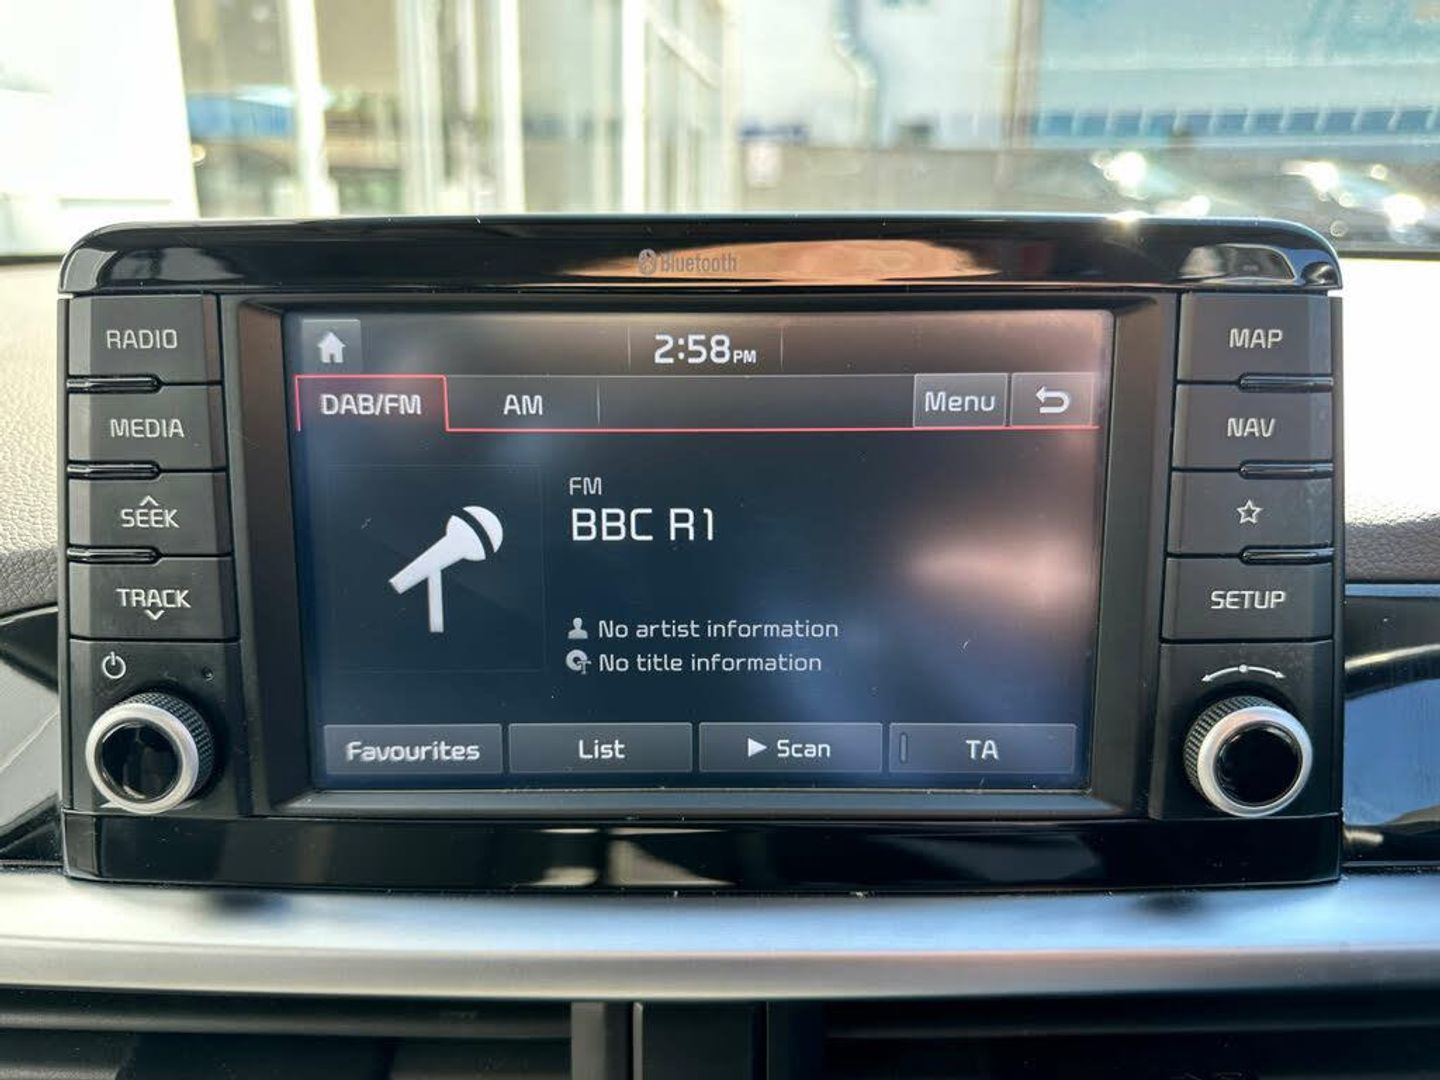 Bluetooth
RADIO
MAP
2:58PM
DAB/FM
AM
Menu
MEDIA
NAV
FM
BBC R1
SEEK
TRACK
SETUP
No artist information
No title information
Favourites
List
Scan
TA